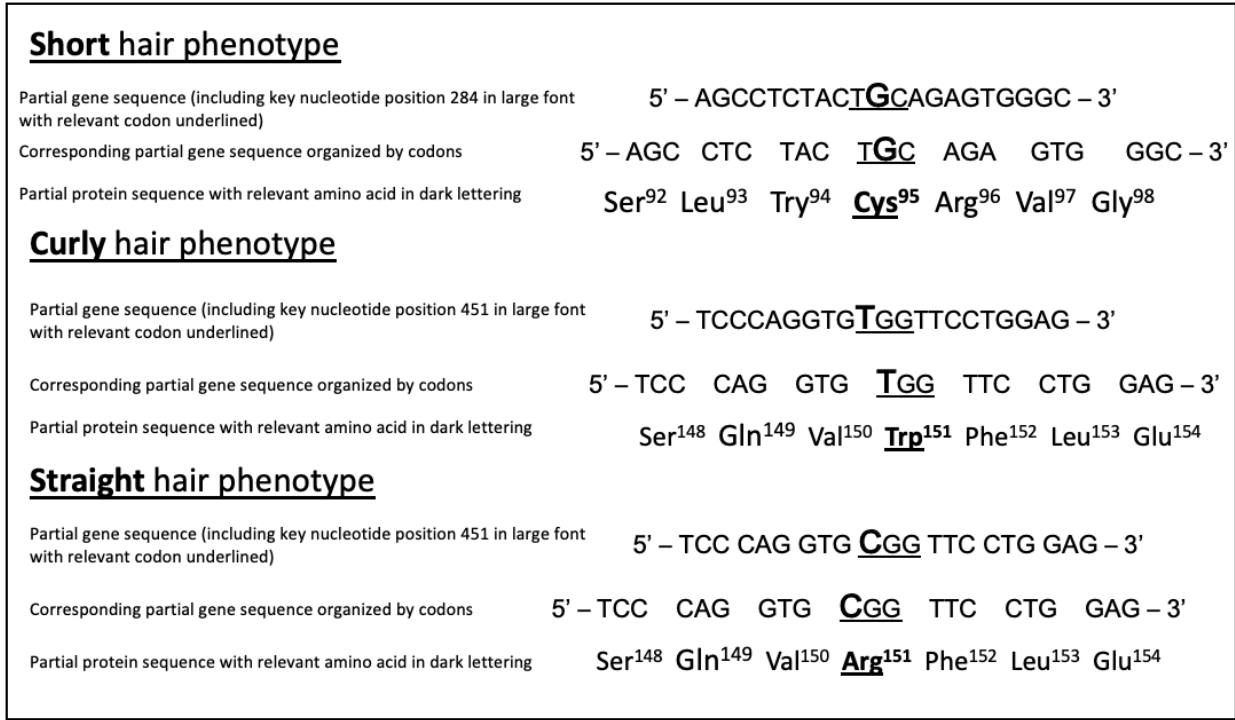 Short hair phenotype
Partial gene sequence (including key nucleotide position 284 in large font
with relevant codon underlined)
5’ – AGCCTCTACTGCAGAGTGGGC – 3’
Corresponding partial gene sequence organized by codons
5’ – AGC CTC TAC TGC AGA GTG GGC – 3’
Partial protein sequence with relevant amino acid in dark lettering
Ser⁹² Leu⁹³ Try⁹⁴ Cys⁹⁵ Arg⁹⁶ Val⁹⁷ Gly⁹⁸
Curly hair phenotype
Partial gene sequence (including key nucleotide position 451 in large font
with relevant codon underlined)
5’ – TCCCAGGTGTGGTTCCTGGAG – 3’
Corresponding partial gene sequence organized by codons
5’ – TCC CAG GTG TGG TTC CTG GAG – 3’
Partial protein sequence with relevant amino acid in dark lettering
Ser¹⁴⁸ Gln¹⁴⁹ Val¹⁵⁰ Trp¹⁵¹ Phe¹⁵² Leu¹⁵³ Glu¹⁵⁴
Straight hair phenotype
Partial gene sequence (including key nucleotide position 451 in large font
with relevant codon underlined)
5’ – TCC CAG GTG CGG TTC CTG GAG – 3’
Corresponding partial gene sequence organized by codons
5’ – TCC CAG GTG CGG TTC CTG GAG – 3’
Partial protein sequence with relevant amino acid in dark lettering
Ser¹⁴⁸ Gln¹⁴⁹ Val¹⁵⁰ Arg¹⁵¹ Phe¹⁵² Leu¹⁵³ Glu¹⁵⁴